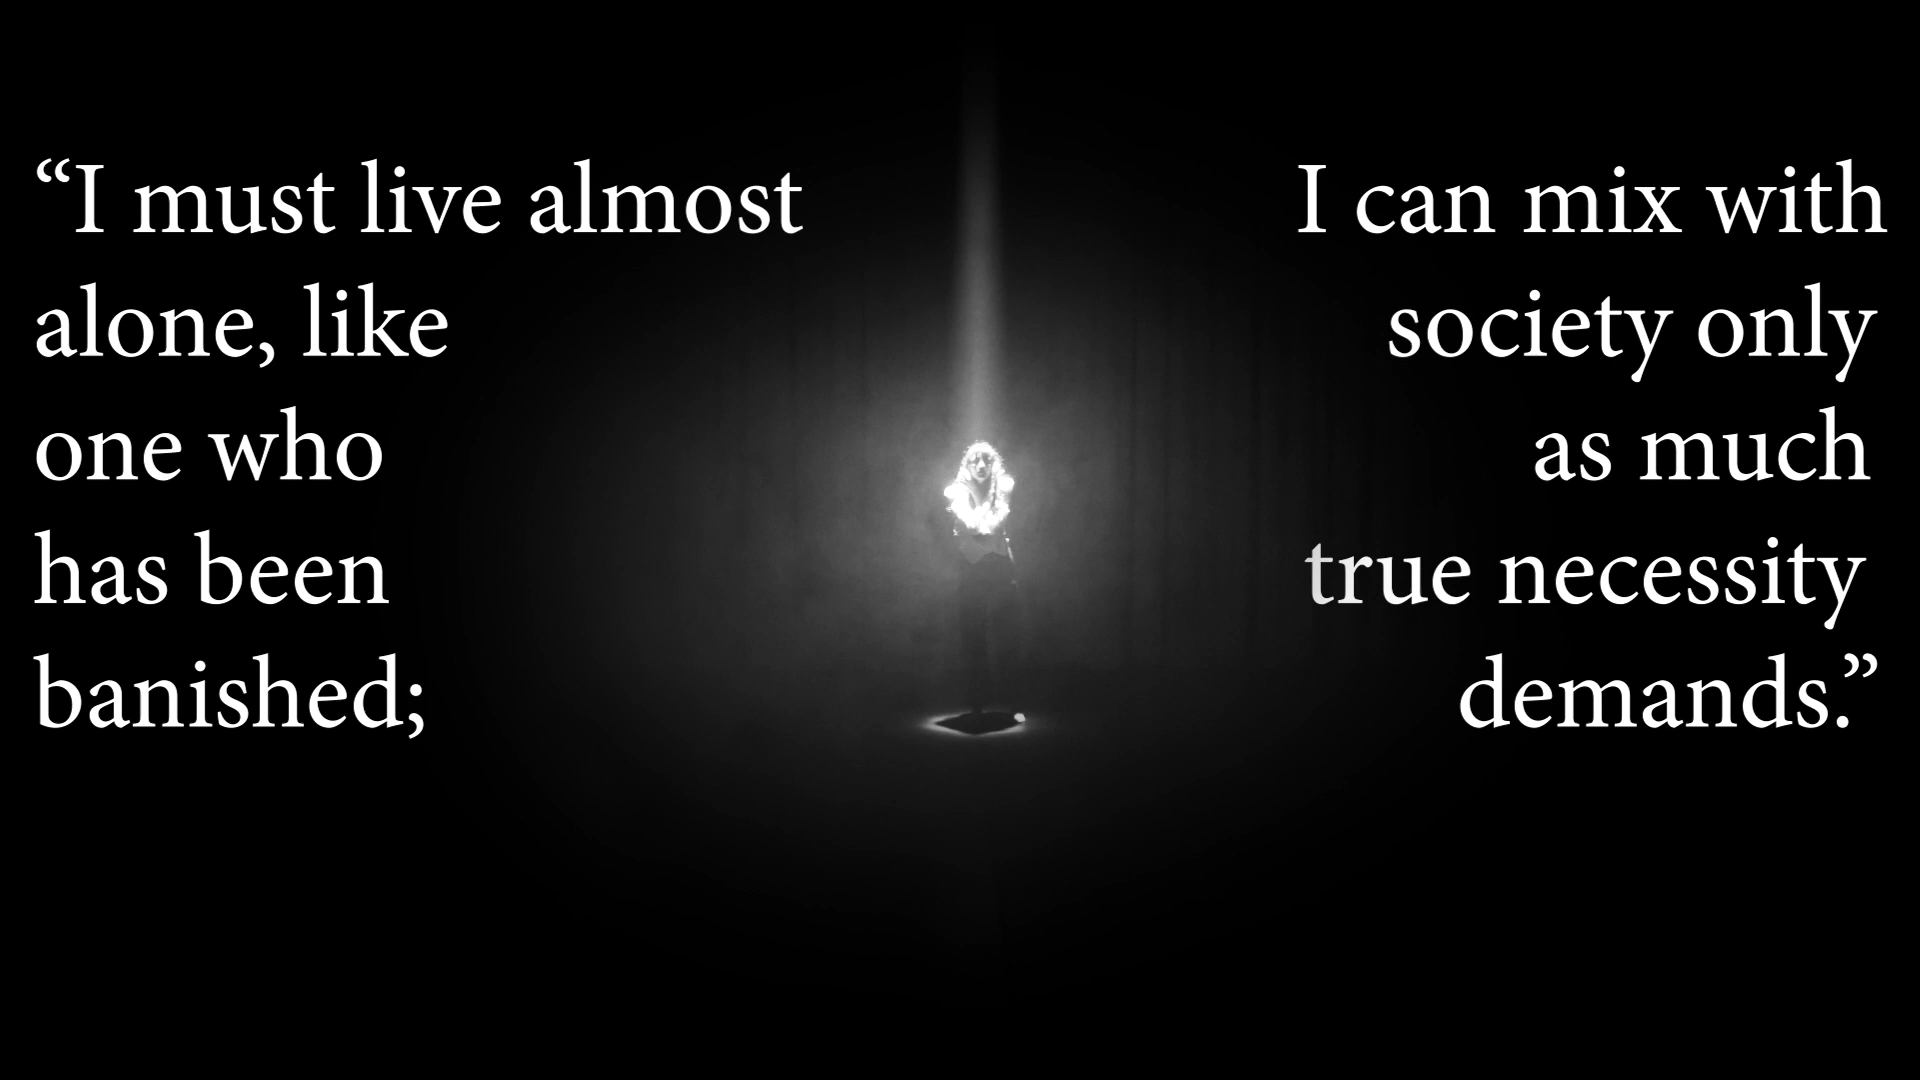 “I must live almost
alone, like
one who
has been
banished;
I can mix with
society only
as much
true necessity
demands.”